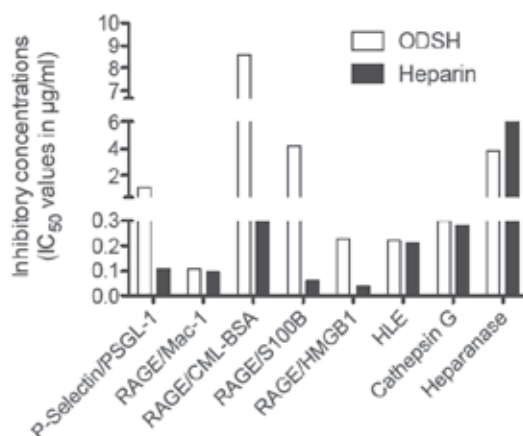 Inhibitory concentrations
(IC50 values in µg/ml)
10
9
8
7
6
4
2
0.3
0.2
0.1
0.0
ODSH
Heparin
P-Selectin/PSGL-1
RAGE/Mac-1
RAGE/CML-BSA
RAGE/S100B
RAGE/HMGB1
HLE
Cathepsin G
Heparanase